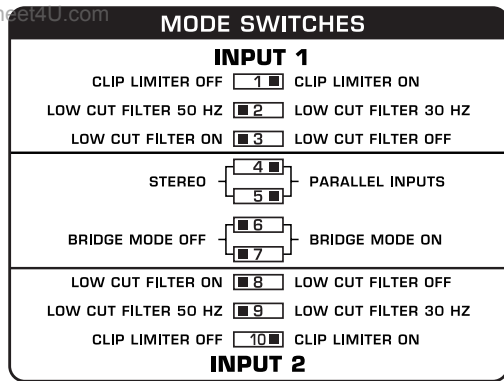 eet4U.com
MODE SWITCHES
INPUT 1
CLIP LIMITER OFF 1 CLIP LIMITER ON
LOW CUT FILTER 50 HZ 2 LOW CUT FILTER 30 HZ
LOW CUT FILTER ON 3 LOW CUT FILTER OFF
4
STEREO PARALLEL INPUTS
5
6
BRIDGE MODE OFF BRIDGE MODE ON
7
LOW CUT FILTER ON 8 LOW CUT FILTER OFF
LOW CUT FILTER 50 HZ 9 LOW CUT FILTER 30 HZ
CLIP LIMITER OFF 10 CLIP LIMITER ON
INPUT 2